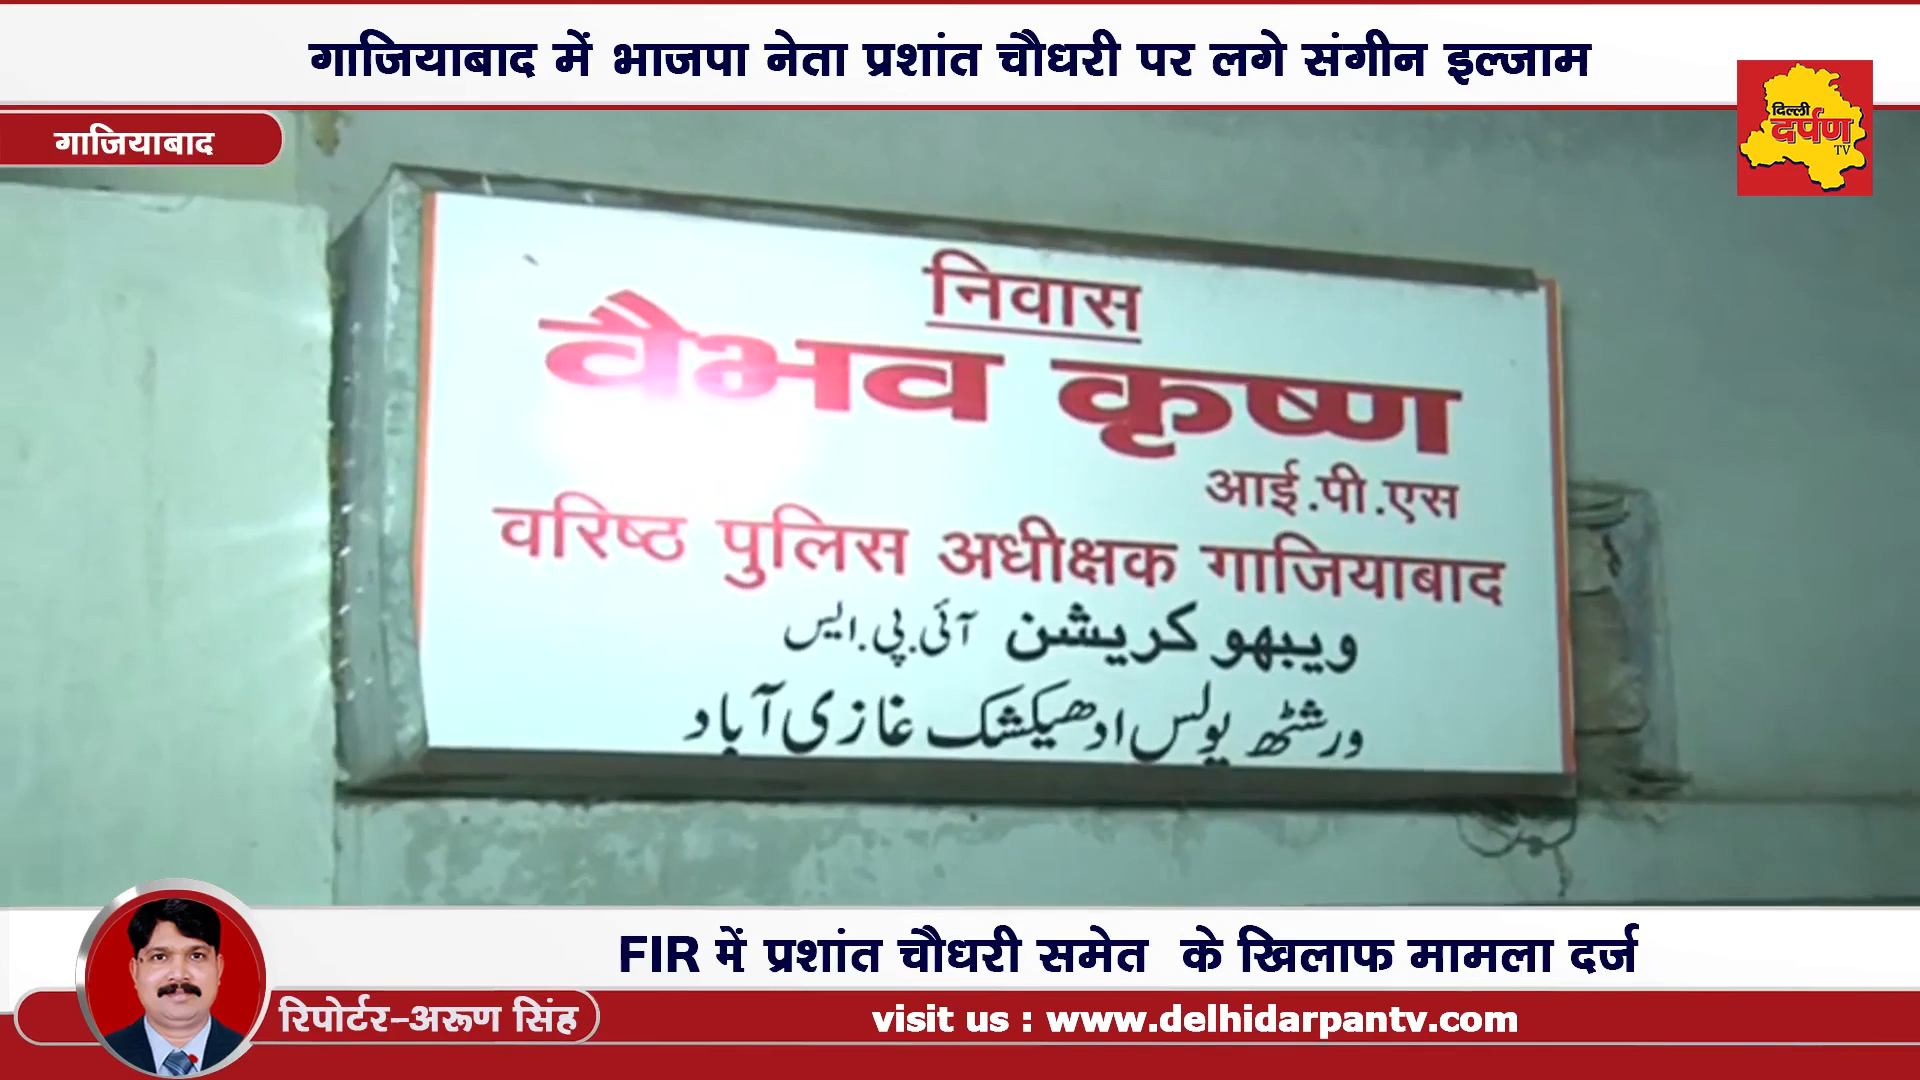 गाजियाबाद में भाजपा नेता प्रशांत चौधरी पर लगे संगीन इल्जाम
दिल्ली
दर्पण
TV
गाजियाबाद
निवास
वैभव कृष्ण
आई.पी.एस
वरिष्ठ पुलिस अधीक्षक गाजियाबाद
ویبھو کریشن آئی.پی.ایس
ورشٹھ پولس ادھیکشک غازی آباد
FIR में प्रशांत चौधरी समेत के खिलाफ मामला दर्ज
रिपोर्टर-अरूण सिंह
visit us : www.delhidarpantv.com